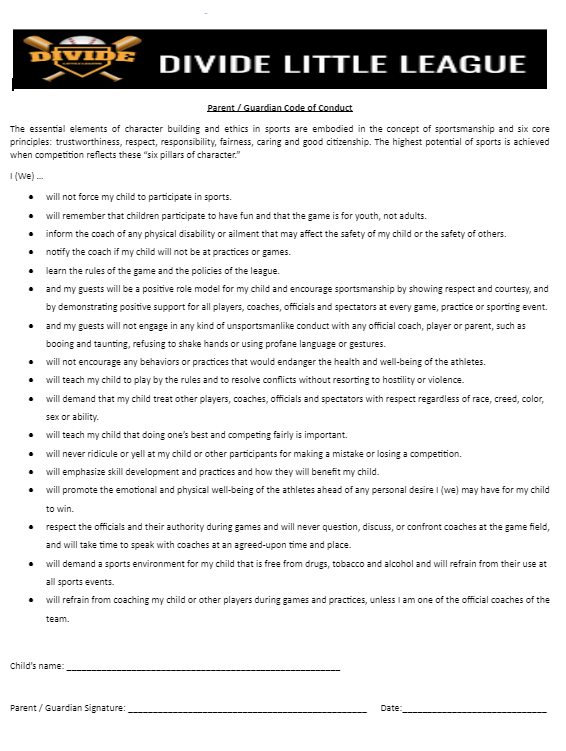 DIVIDE
DIVIDE LITTLE LEAGUE
Parent / Guardian Code of Conduct
The essential elements of character building and ethics in sports are embodied in the concept of sportsmanship and six core
principles: trustworthiness, respect, responsibility, fairness, caring and good citizenship. The highest potential of sports is achieved
when competition reflects these “six pillars of character.”
I (We) …
● will not force my child to participate in sports.
● will remember that children participate to have fun and that the game is for youth, not adults.
● inform the coach of any physical disability or ailment that may affect the safety of my child or the safety of others.
● notify the coach if my child will not be at practices or games.
● learn the rules of the game and the policies of the league.
● and my guests will be a positive role model for my child and encourage sportsmanship by showing respect and courtesy, and
by demonstrating positive support for all players, coaches, officials and spectators at every game, practice or sporting event.
● and my guests will not engage in any kind of unsportsmanlike conduct with any official coach, player or parent, such as
booing and taunting, refusing to shake hands or using profane language or gestures.
● will not encourage any behaviors or practices that would endanger the health and well-being of the athletes.
● will teach my child to play by the rules and to resolve conflicts without resorting to hostility or violence.
● will demand that my child treat other players, coaches, officials and spectators with respect regardless of race, creed, color,
sex or ability.
● will teach my child that doing one’s best and competing fairly is important.
● will never ridicule or yell at my child or other participants for making a mistake or losing a competition.
● will emphasize skill development and practices and how they will benefit my child.
● will promote the emotional and physical well-being of the athletes ahead of any personal desire I (we) may have for my child
to win.
● respect the officials and their authority during games and will never question, discuss, or confront coaches at the game field,
and will take time to speak with coaches at an agreed-upon time and place.
● will demand a sports environment for my child that is free from drugs, tobacco and alcohol and will refrain from their use at
all sports events.
● will refrain from coaching my child or other players during games and practices, unless I am one of the official coaches of the
team.
Child’s name: ____________________
Parent / Guardian Signature: ____________________ Date:____________________